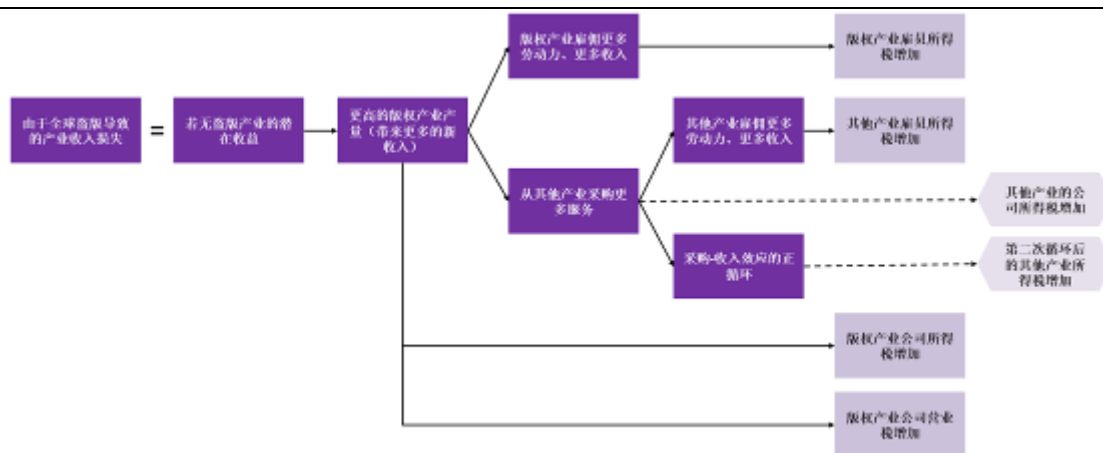 版权产业雇佣更多
劳动力、更多收入
版权产业雇员所得
税增加
由于全球盗版导致
的产业收入损失
=
若无盗版产业的潜
在收益
更高的版权产业产
量（带来更多的新
收入）
其他产业雇佣更多
劳动力、更多收入
其他产业雇员所得
税增加
从其他产业采购更
多服务
其他产业的公
司所得税增加
采购-收入效应的正
循环
第二次循环后
的其他产业所
得税增加
版权产业公司所得
税增加
版权产业公司营业
税增加